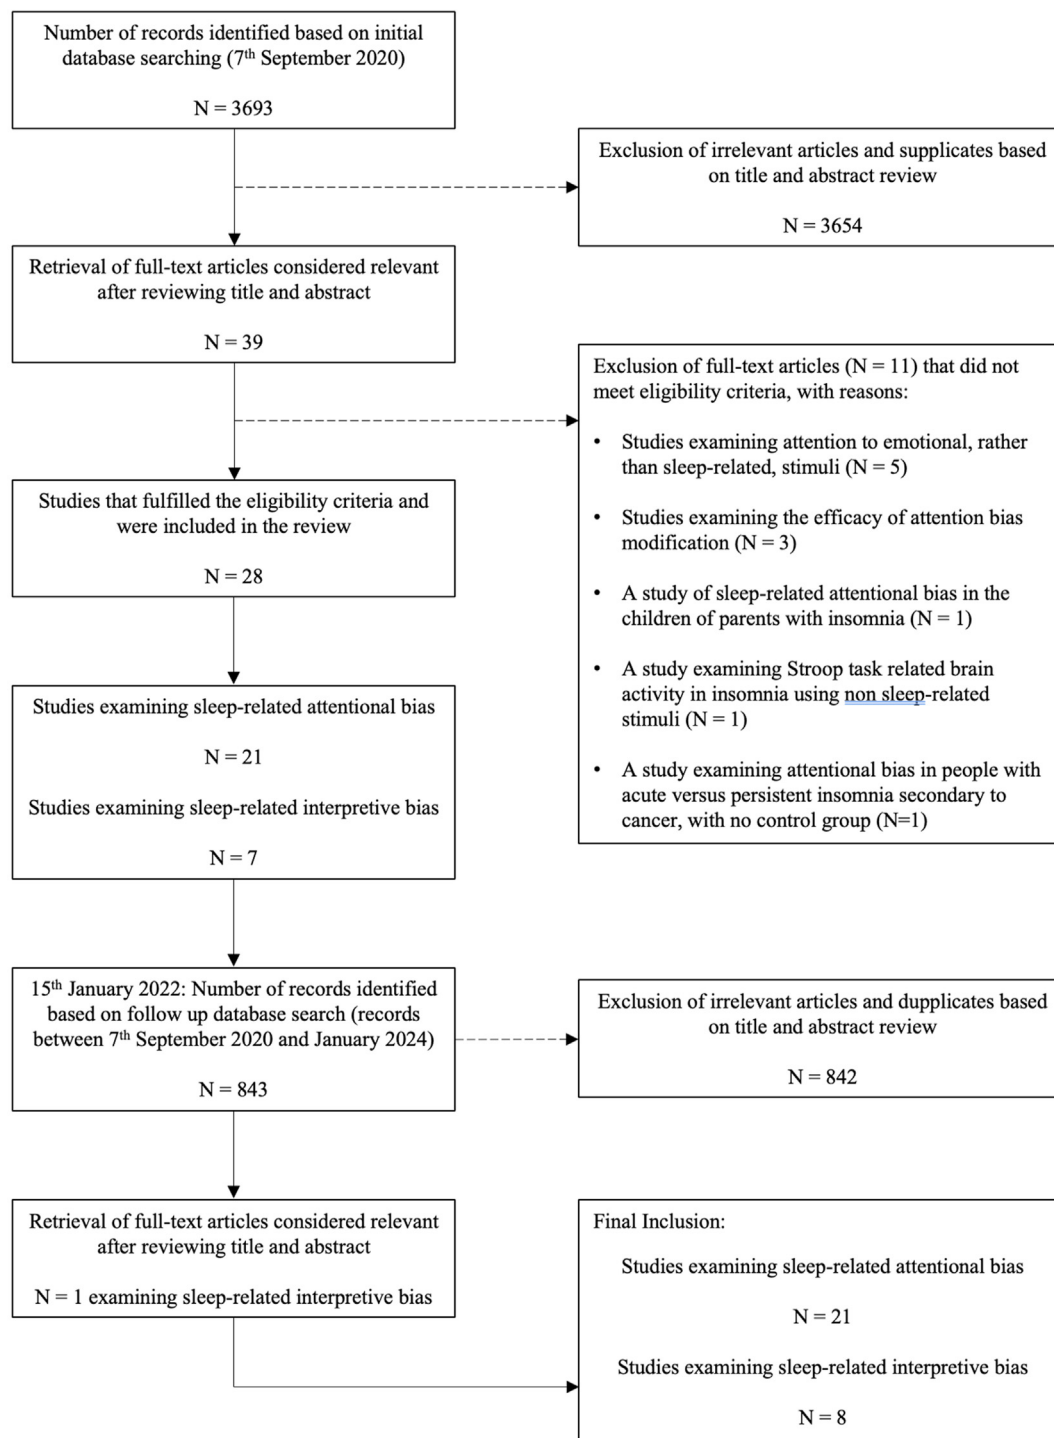 Number of records identified based on initial
database searching (7th September 2020)
N = 3693
Exclusion of irrelevant articles and supplicates based
on title and abstract review
N = 3654
Retrieval of full-text articles considered relevant
after reviewing title and abstract
N = 39
Exclusion of full-text articles (N = 11) that did not
meet eligibility criteria, with reasons:
• Studies examining attention to emotional, rather
than sleep-related, stimuli (N = 5)
• Studies examining the efficacy of attention bias
modification (N = 3)
• A study of sleep-related attentional bias in the
children of parents with insomnia (N = 1)
• A study examining Stroop task related brain
activity in insomnia using non sleep-related
stimuli (N = 1)
• A study examining attentional bias in people with
acute versus persistent insomnia secondary to
cancer, with no control group (N=1)
Studies that fulfilled the eligibility criteria and
were included in the review
N = 28
Studies examining sleep-related attentional bias
N = 21
Studies examining sleep-related interpretive bias
N = 7
15th January 2022: Number of records identified
based on follow up database search (records
between 7th September 2020 and January 2024)
N = 843
Exclusion of irrelevant articles and dupplicates based
on title and abstract review
N = 842
Retrieval of full-text articles considered relevant
after reviewing title and abstract
N = 1 examining sleep-related interpretive bias
Final Inclusion:
Studies examining sleep-related attentional bias
N = 21
Studies examining sleep-related interpretive bias
N = 8